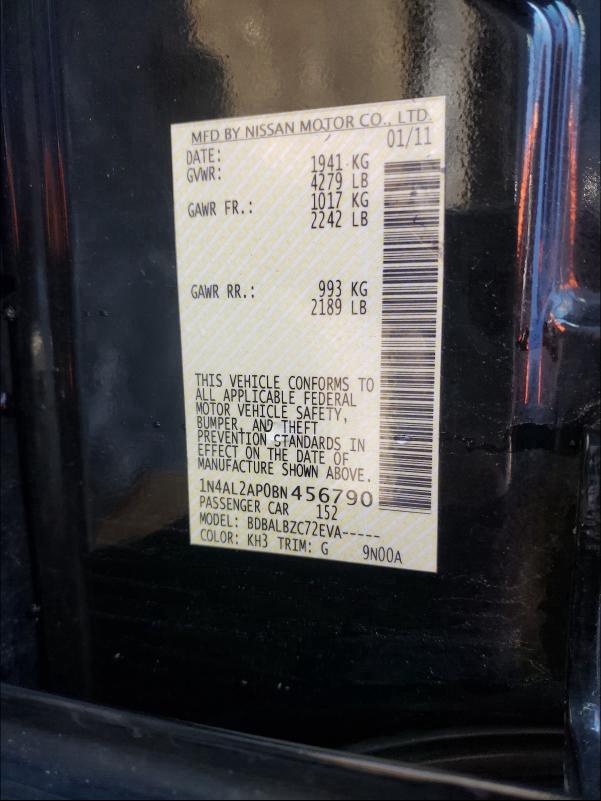 MFD BY NISSAN MOTOR CO., LTD.
DATE: 01/11
GVWR: 1941 KG
4279 LB
GAWR FR.: 1017 KG
2242 LB
GAWR RR.: 993 KG
2189 LB
THIS VEHICLE CONFORMS TO
ALL APPLICABLE FEDERAL
MOTOR VEHICLE SAFETY,
BUMPER, AND THEFT
PREVENTION STANDARDS IN
EFFECT ON THE DATE OF
MANUFACTURE SHOWN ABOVE.
1N4AL2AP0BN456790
PASSENGER CAR 152
MODEL: BDBALBZC72EVA-----
COLOR: KH3 TRIM: G 9N00A